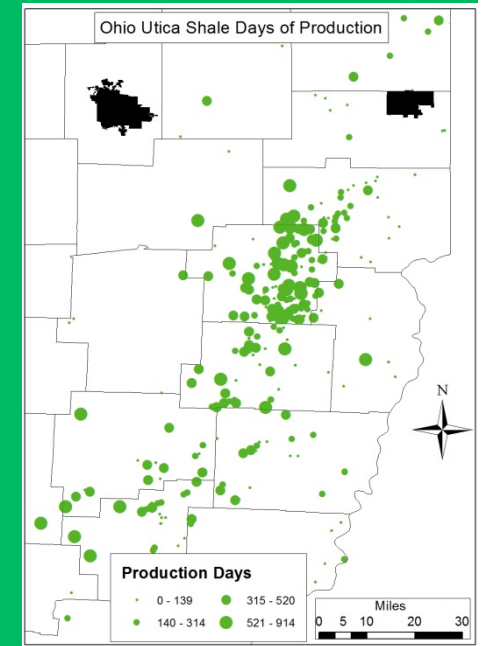 Ohio Utica Shale Days of Production
N
Production Days
0 - 139
315 - 520
140 - 314
521 - 914
Miles
0 5 10 20 30